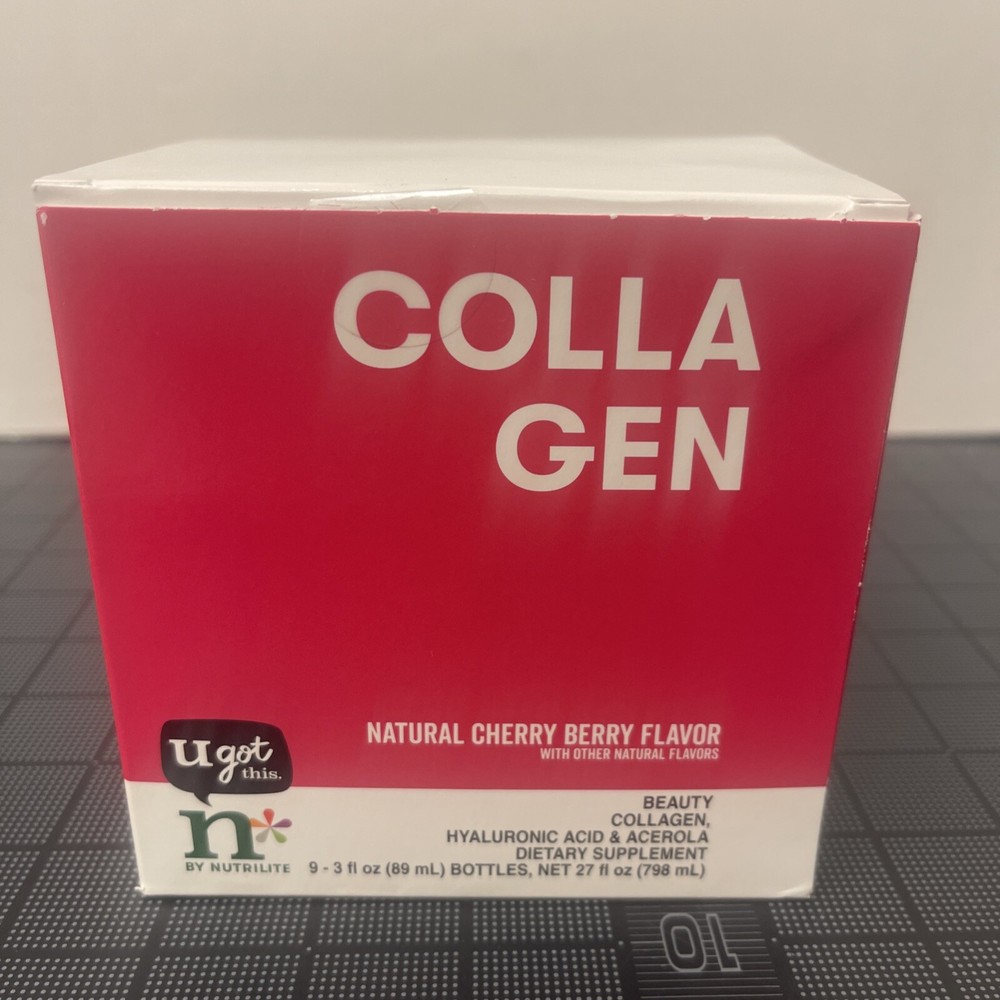 COLLA
GEN
NATURAL CHERRY BERRY FLAVOR
WITH OTHER NATURAL FLAVORS
U got
this.
n*
BY NUTRILITE
BEAUTY
COLLAGEN,
HYALURONIC ACID & ACEROLA
DIETARY SUPPLEMENT
9 - 3 fl oz (89 mL) BOTTLES, NET 27 fl oz (798 mL)
10